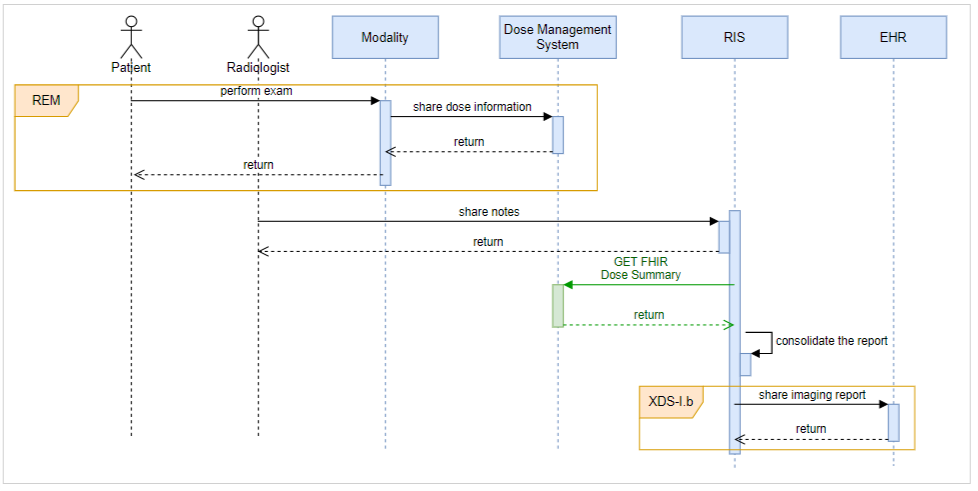 Patient
Radiologist
Modality
Dose Management
System
RIS
EHR
REM
perform exam
share dose information
return
return
share notes
return
GET FHIR
Dose Summary
return
consolidate the report
XDS-I.b
share imaging report
return